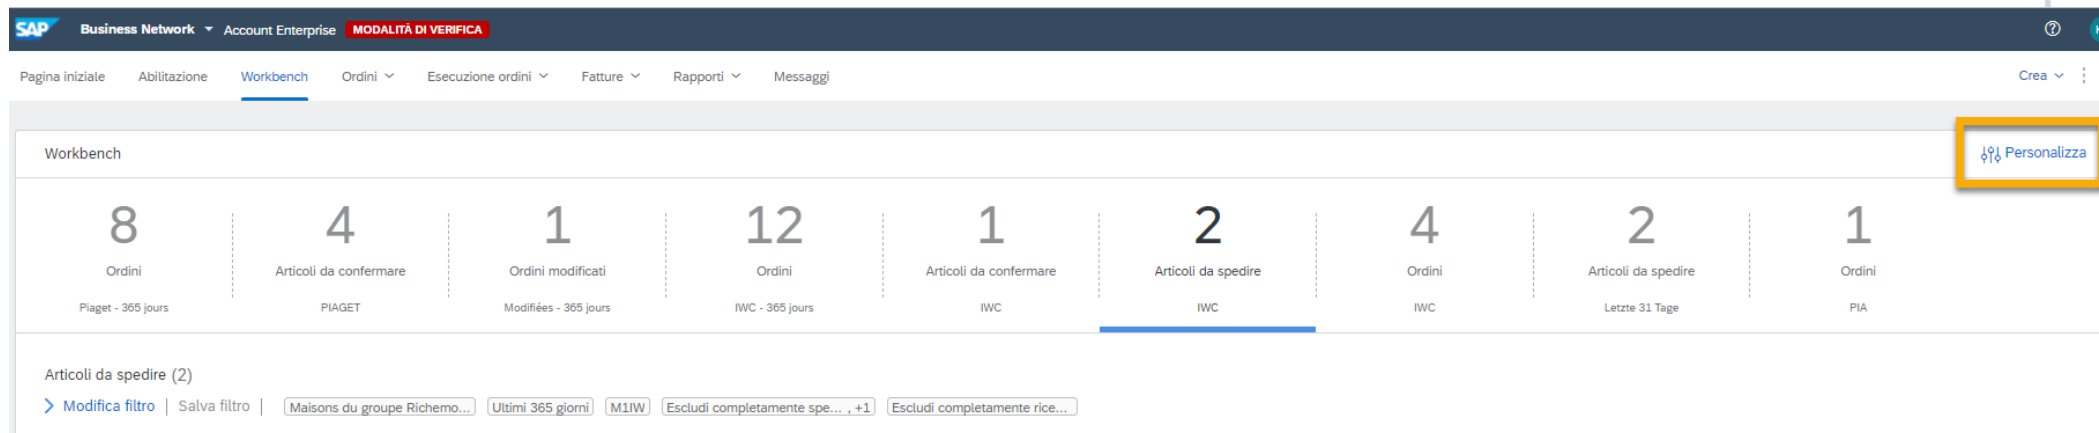 SAP Business Network Account Enterprise MODALITÀ DI VERIFICA
Pagina iniziale Abilitazione Workbench Ordini Esecuzione ordini Fatture Rapporti Messaggi Crea
Workbench Personalizza
8 4 1 12 1 2 4 2 1
Ordini Articoli da confermare Ordini modificati Ordini Articoli da confermare Articoli da spedire Ordini Articoli da spedire Ordini
Piaget - 365 jours PIAGET Modifiées - 365 jours IWC - 365 jours IWC IWC IWC Letzte 31 Tage PIA
Articoli da spedire (2)
Modifica filtro | Salva filtro | Maisons du groupe Richemo... Ultimi 365 giorni M1IW Escludi completamente spe... , +1 Escludi completamente rice...